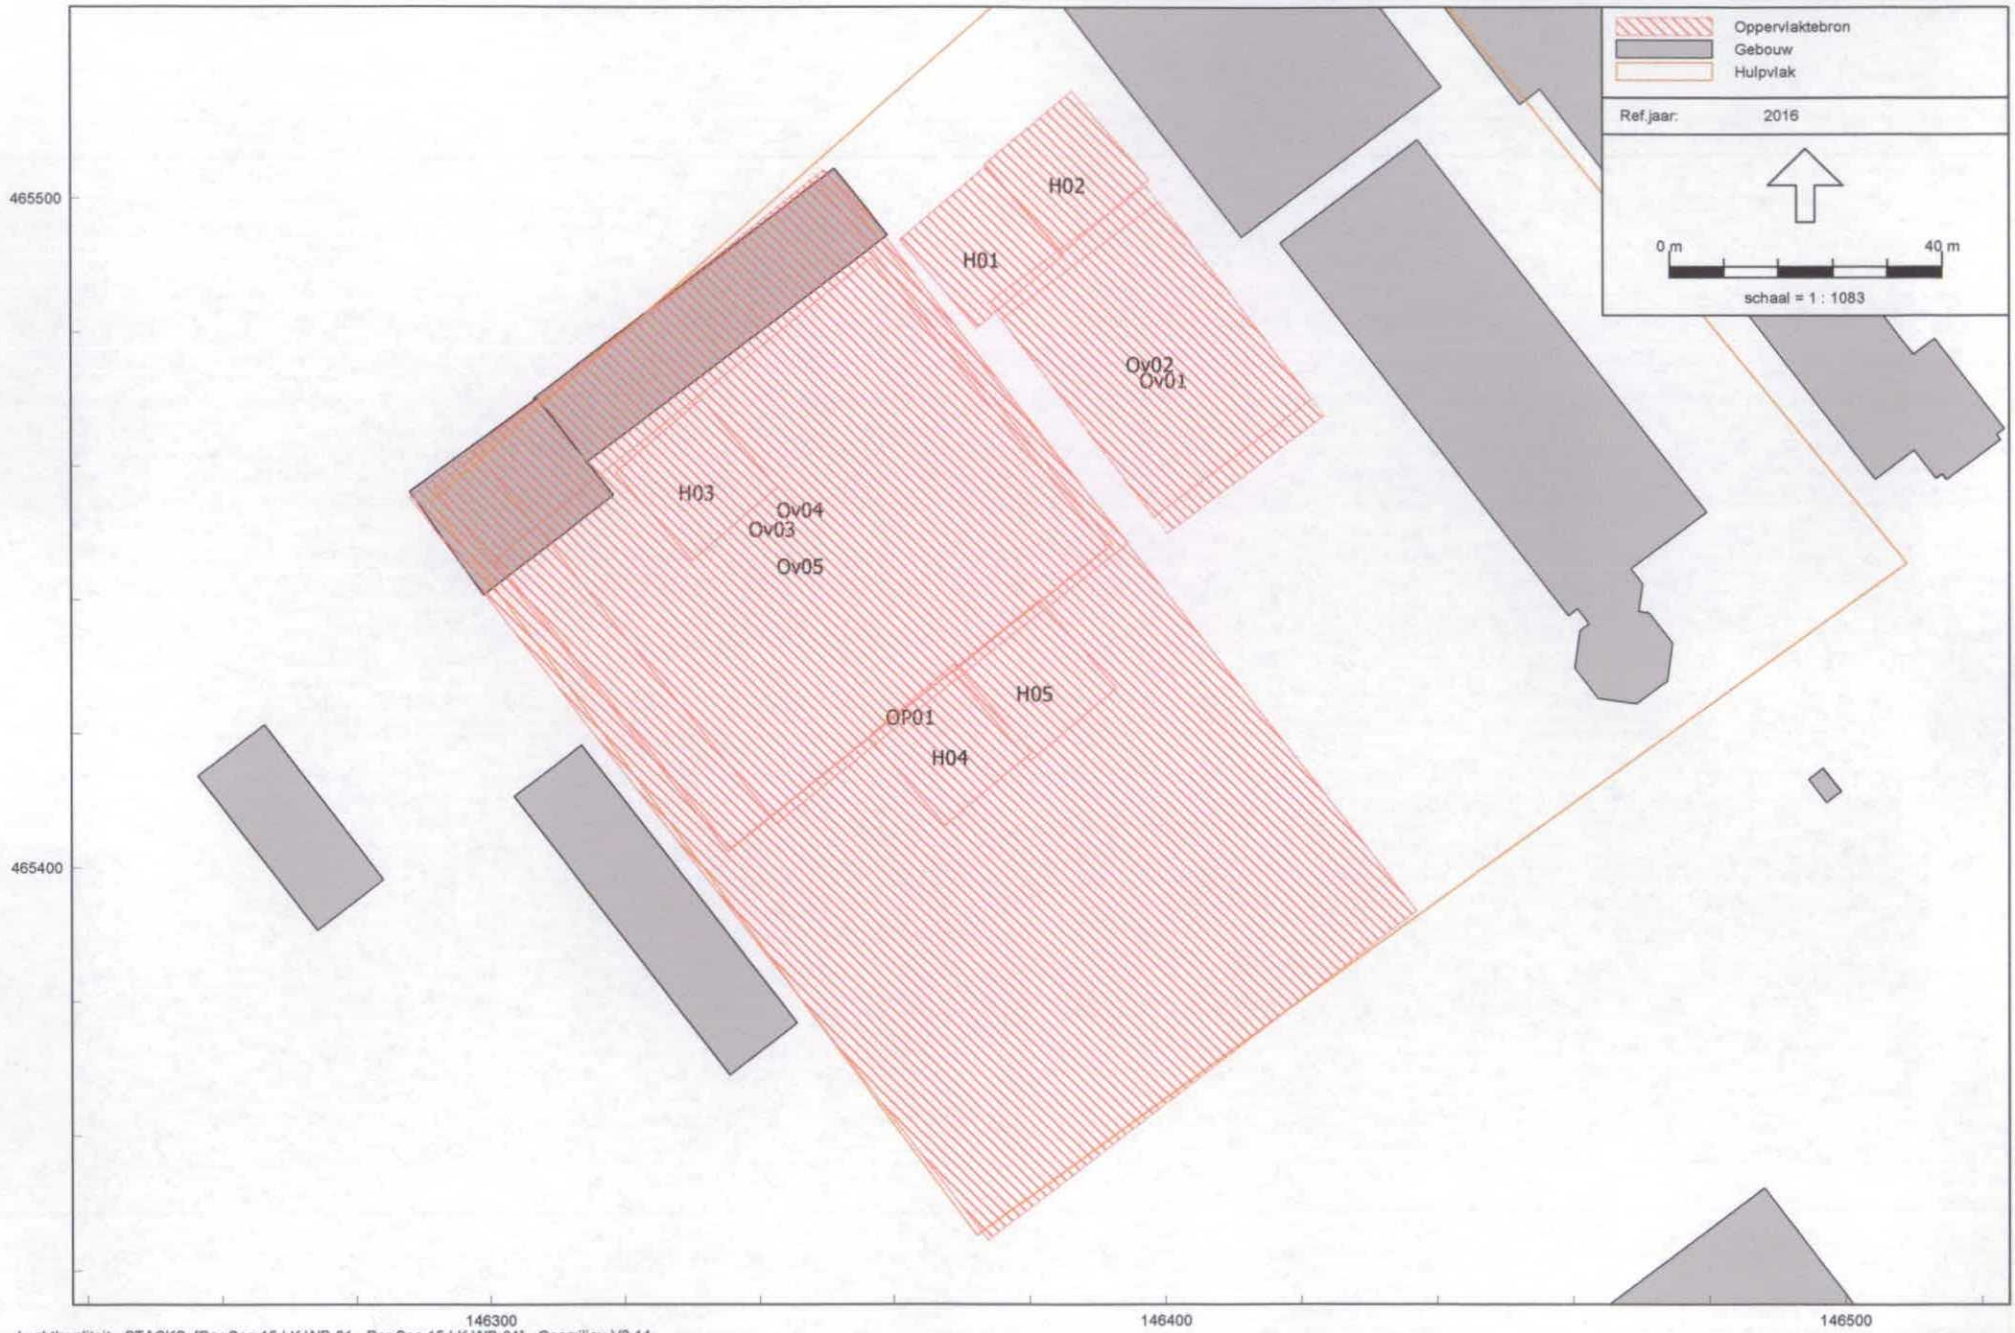 Oppervlaktebron
Gebouw
Hulpvlak
Ref.jaar: 2016
0 m 40 m
schaal = 1 : 1083
465500
465400
H02
H01
Ov02
Ov01
H03
Ov04
Ov03
Ov05
H05
OP01
H04
146300
146400
146500